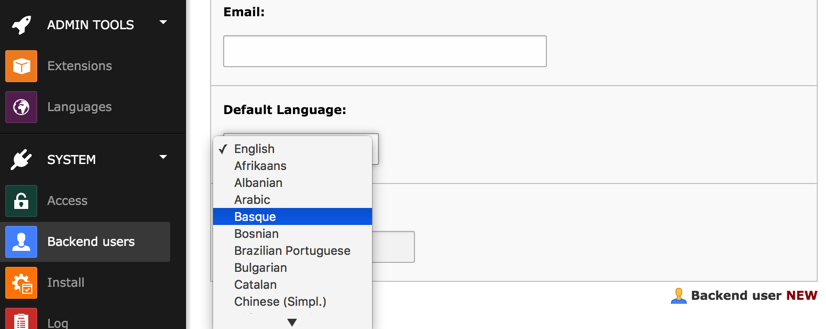 ADMIN TOOLS
Extensions
Languages
SYSTEM
Access
Backend users
Install
Log
Email:
Default Language:
English
Afrikaans
Albanian
Arabic
Basque
Bosnian
Brazilian Portuguese
Bulgarian
Catalan
Chinese (Simpl.)
Backend user NEW